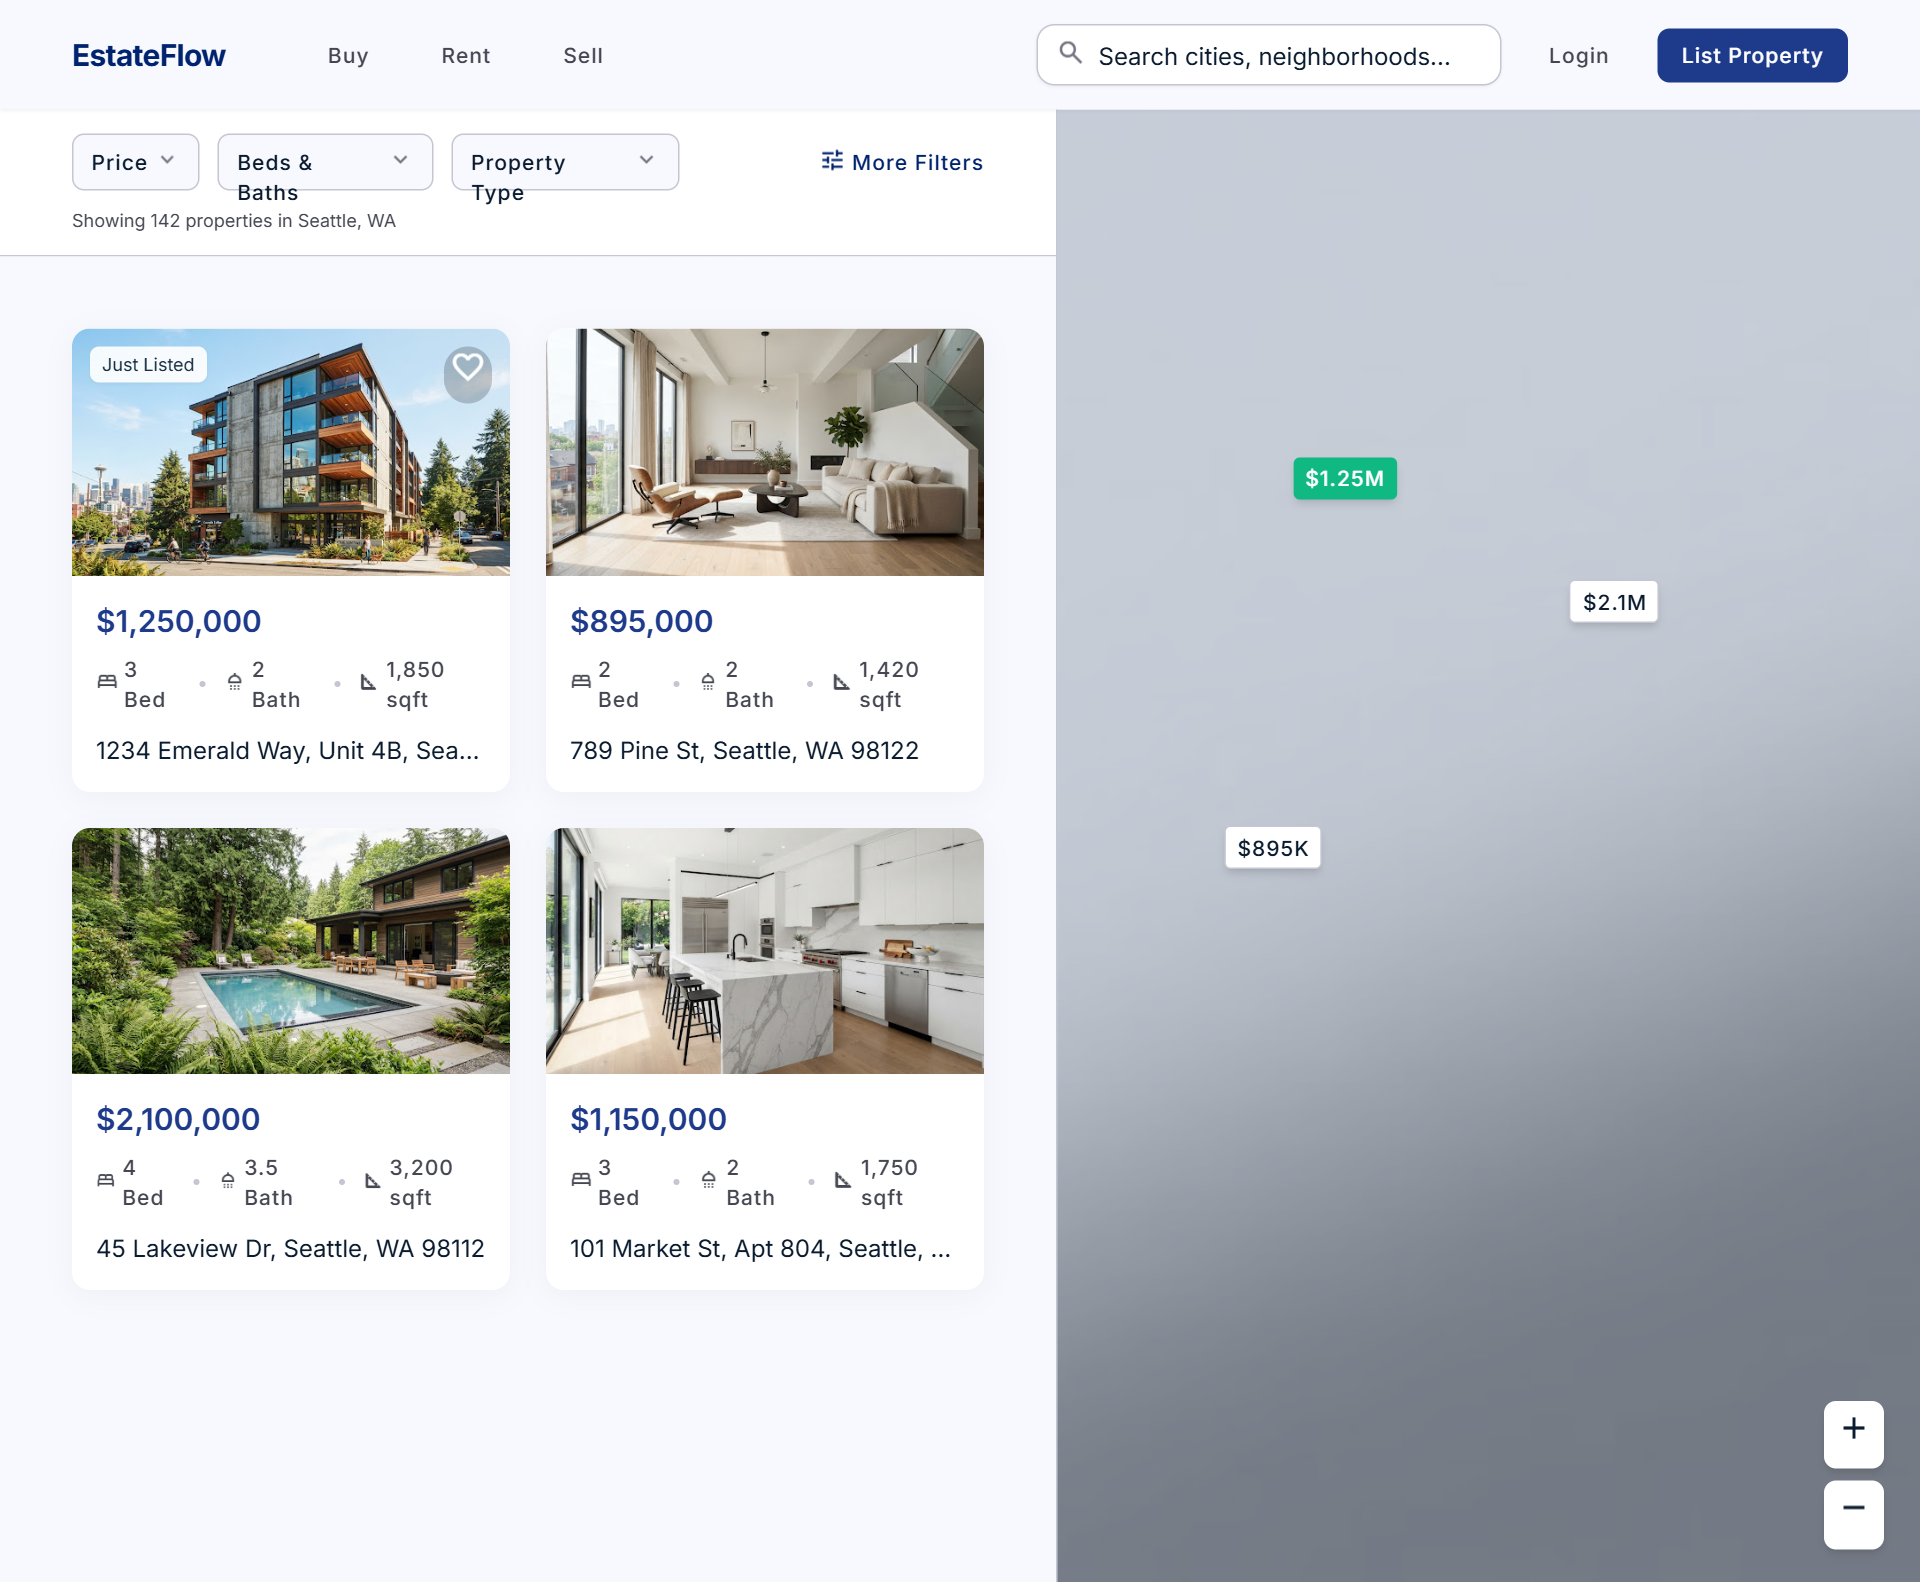 EstateFlow
Buy
Rent
Sell
Search cities, neighborhoods...
Login
List Property
Price
Beds &
Baths
Property
Type
More Filters
Showing 142 properties in Seattle, WA
Just Listed
$1,250,000
3
Bed
2
Bath
1,850
sqft
1234 Emerald Way, Unit 4B, Sea...
$895,000
2
Bed
2
Bath
1,420
sqft
789 Pine St, Seattle, WA 98122
$2,100,000
4
Bed
3.5
Bath
3,200
sqft
45 Lakeview Dr, Seattle, WA 98112
$1,150,000
3
Bed
2
Bath
1,750
sqft
101 Market St, Apt 804, Seattle, ...
$1.25M
$2.1M
$895K